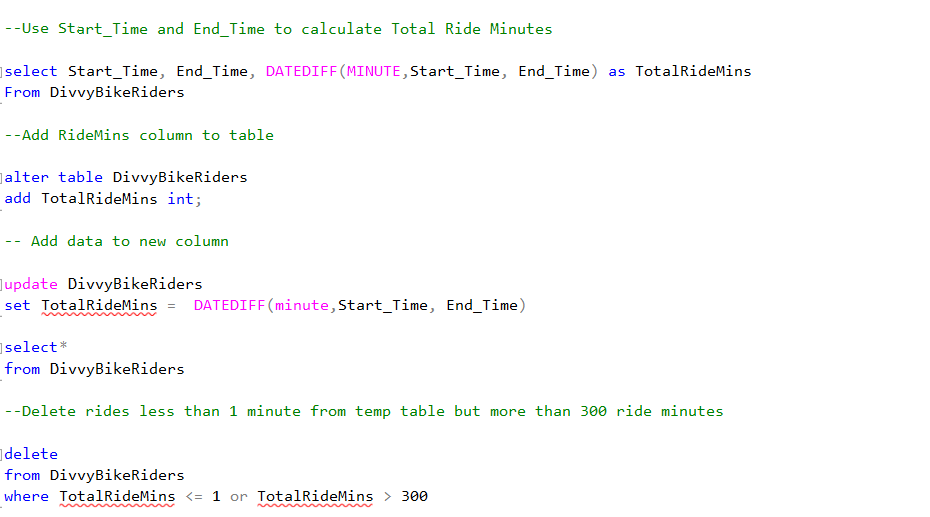 --Use Start_Time and End_Time to calculate Total Ride Minutes
select Start_Time, End_Time, DATEDIFF(MINUTE,Start_Time, End_Time) as TotalRideMins
From DivvyBikeRiders
--Add RideMins column to table
alter table DivvyBikeRiders
add TotalRideMins int;
-- Add data to new column
update DivvyBikeRiders
set TotalRideMins =  DATEDIFF(minute,Start_Time, End_Time)
select*
from DivvyBikeRiders
--Delete rides less than 1 minute from temp table but more than 300 ride minutes
delete
from DivvyBikeRiders
where TotalRideMins <= 1 or TotalRideMins > 300